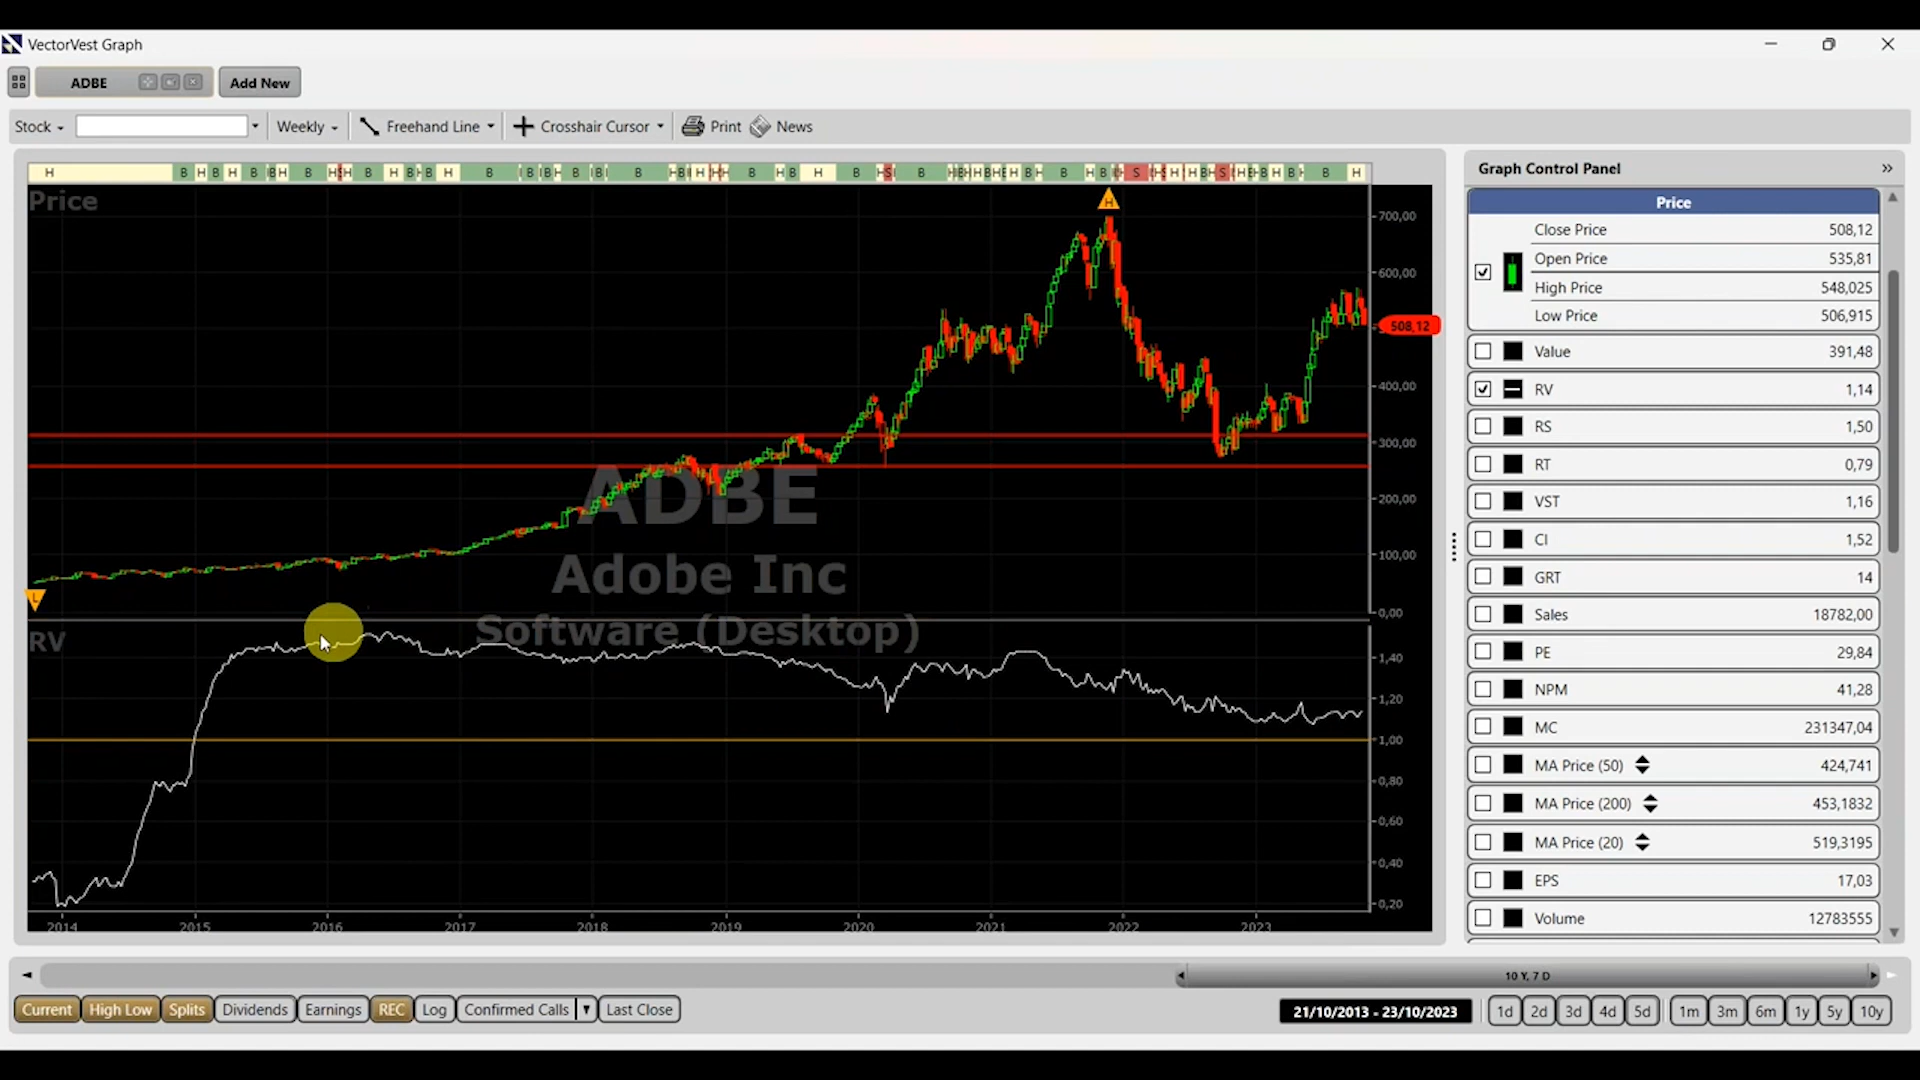 VectorVest Graph
ADBE Add New
Stock Weekly Freehand Line Crosshair Cursor Print News
Price
H
700,00
600,00
508,12
400,00
300,00
200,00
100,00
0,00
L
ADBE
Adobe Inc
Software (Desktop)
RV
1,40
1,20
1,00
0,80
0,60
0,40
0,20
2014 2015 2016 2017 2018 2019 2020 2021 2022 2023
Graph Control Panel
Price
Close Price 508,12
Open Price 535,81
High Price 548,025
Low Price 506,915
Value 391,48
RV 1,14
RS 1,50
RT 0,79
VST 1,16
CI 1,52
GRT 14
Sales 18782,00
PE 29,84
NPM 41,28
MC 231347,04
MA Price (50) 424,741
MA Price (200) 453,1832
MA Price (20) 519,3195
EPS 17,03
Volume 12783555
10 Y, 7 D
Current High Low Splits Dividends Earnings REC Log Confirmed Calls Last Close 21/10/2013 - 23/10/2023 1d 2d 3d 4d 5d 1m 3m 6m 1y 5y 10y